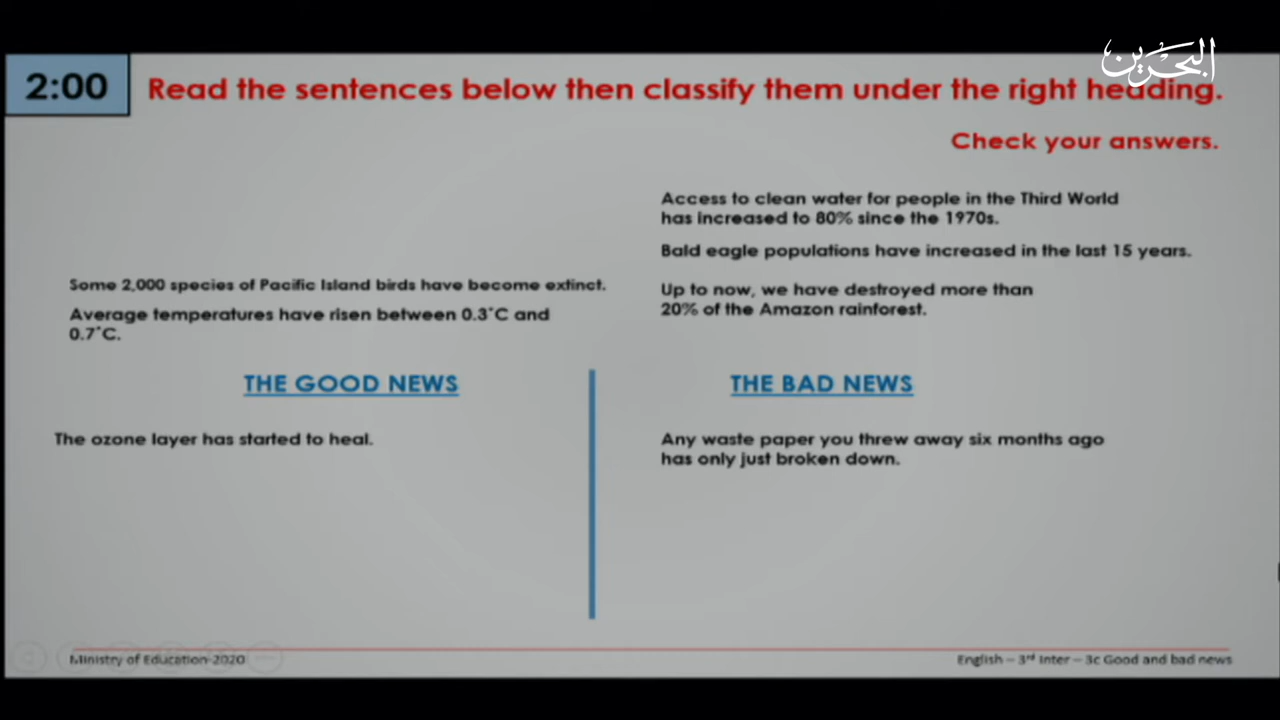 البحرين
2:00
Read the sentences below then classify them under the right heading.
Check your answers.
Access to clean water for people in the Third World
has increased to 80% since the 1970s.
Bald eagle populations have increased in the last 15 years.
Some 2,000 species of Pacific Island birds have become extinct.
Up to now, we have destroyed more than
20% of the Amazon rainforest.
Average temperatures have risen between 0.3˚C and
0.7˚C.
THE GOOD NEWS
THE BAD NEWS
The ozone layer has started to heal.
Any waste paper you threw away six months ago
has only just broken down.
Ministry of Education-2020
English – 3rd Inter – 3c Good and bad news